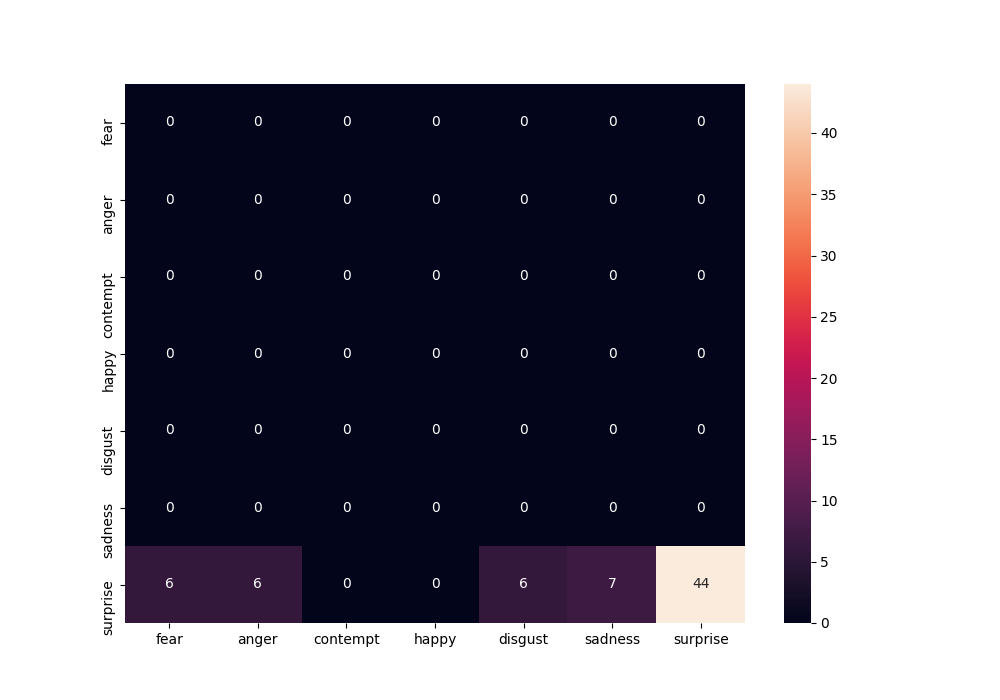 fear 0 0 0 0 0 0 0
anger 0 0 0 0 0 0 0
contempt 0 0 0 0 0 0 0
happy 0 0 0 0 0 0 0
disgust 0 0 0 0 0 0 0
sadness 0 0 0 0 0 0 0
surprise 6 6 0 0 6 7 44
fear anger contempt happy disgust sadness surprise
40
35
30
25
20
15
10
5
0